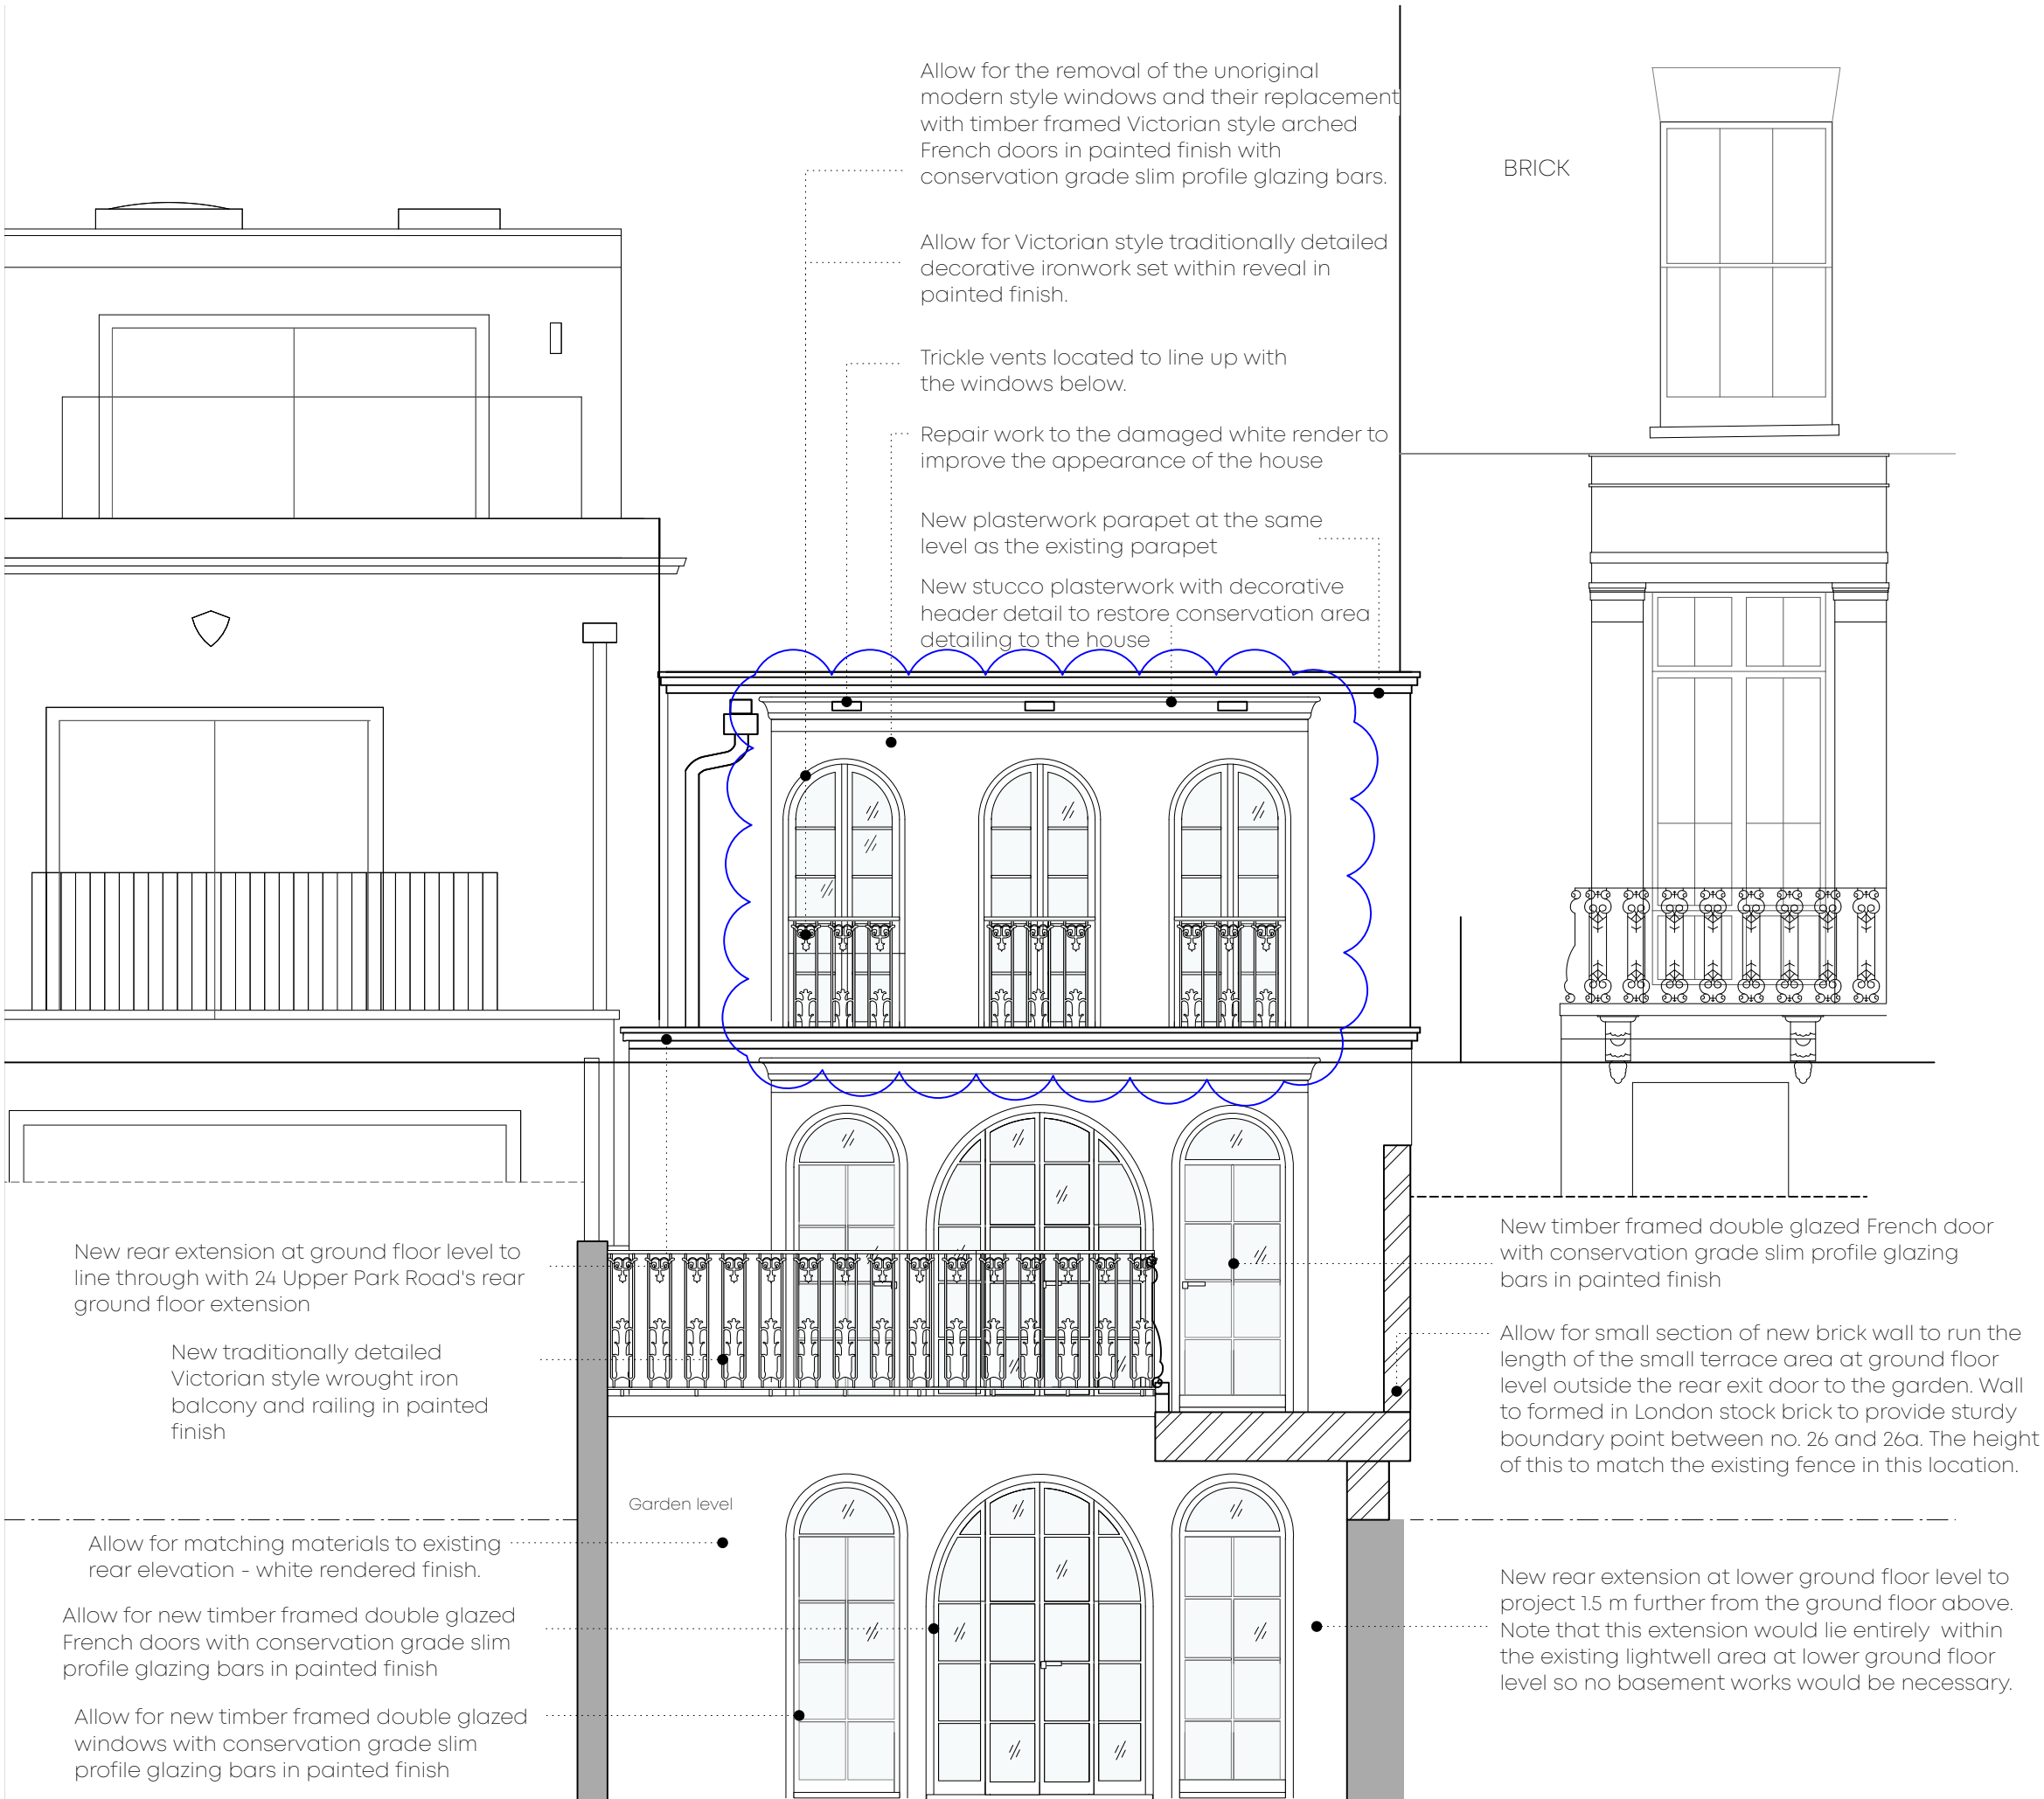 Allow for the removal of the unoriginal
modern style windows and their replacement
with timber framed Victorian style arched
French doors in painted finish with
conservation grade slim profile glazing bars.
BRICK
Allow for Victorian style traditionally detailed
decorative ironwork set within reveal in
painted finish.
Trickle vents located to line up with
the windows below.
Repair work to the damaged white render to
improve the appearance of the house
New plasterwork parapet at the same
level as the existing parapet
New stucco plasterwork with decorative
header detail to restore conservation area
detailing to the house
New rear extension at ground floor level to
line through with 24 Upper Park Road's rear
ground floor extension
New traditionally detailed
Victorian style wrought iron
balcony and railing in painted
finish
New timber framed double glazed French door
with conservation grade slim profile glazing
bars in painted finish
Allow for small section of new brick wall to run the
length of the small terrace area at ground floor
level outside the rear exit door to the garden. Wall
to formed in London stock brick to provide sturdy
boundary point between no. 26 and 26a. The height
of this to match the existing fence in this location.
Garden level
Allow for matching materials to existing
rear elevation - white rendered finish.
Allow for new timber framed double glazed
French doors with conservation grade slim
profile glazing bars in painted finish
Allow for new timber framed double glazed
windows with conservation grade slim
profile glazing bars in painted finish
New rear extension at lower ground floor level to
project 1.5 m further from the ground floor above.
Note that this extension would lie entirely within
the existing lightwell area at lower ground floor
level so no basement works would be necessary.